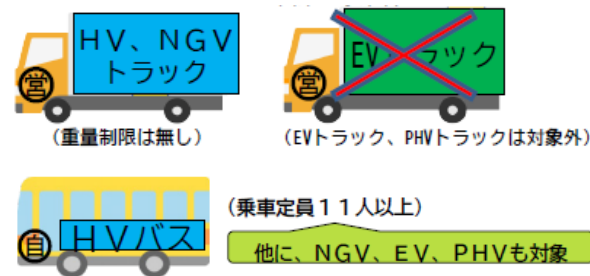 HV、NGV
トラック
営
(重量制限は無し)
EVトラック
営
(EVトラック、PHVトラックは対象外)
HVバス
自
(乗車定員11人以上)
他に、NGV、EV、PHVも対象